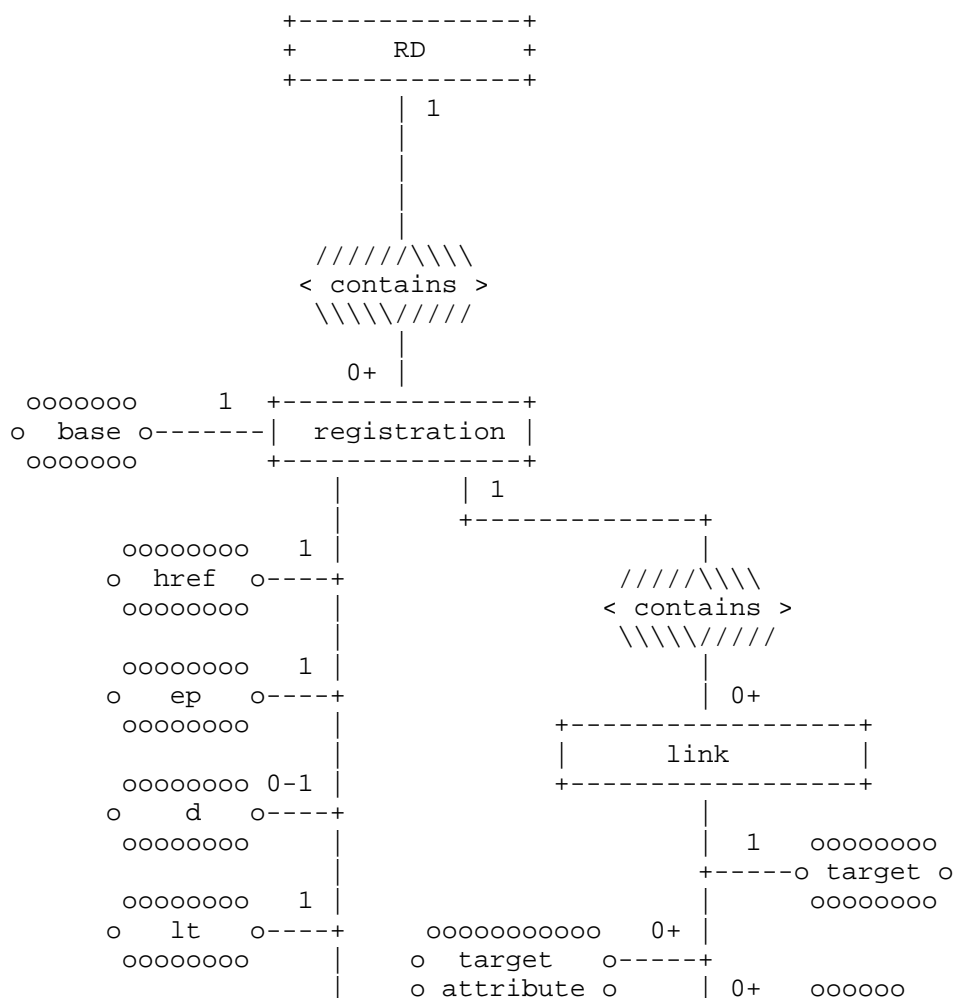 RD
1
contains
0+
base 1 registration
1
href 1
contains
ep 1
0+
link
d 0-1
1 target
lt 1
0+ target
attribute 0+